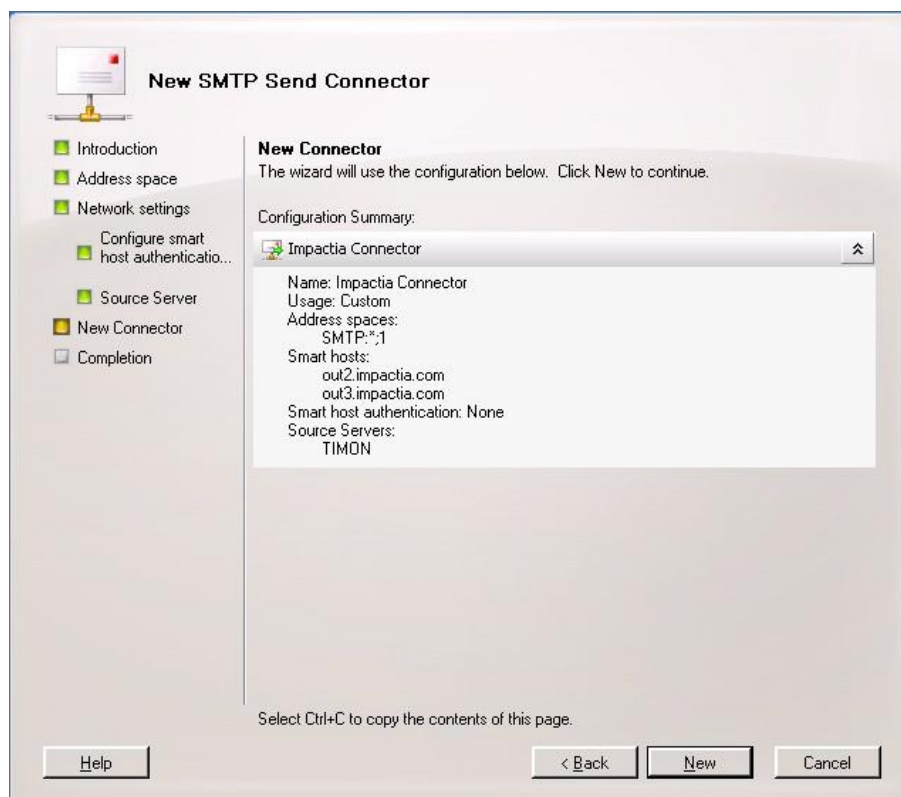 New SMTP Send Connector
Introduction
Address space
Network settings
Configure smart
host authenticatio...
Source Server
New Connector
Completion
New Connector
The wizard will use the configuration below. Click New to continue.
Configuration Summary:
Impactia Connector
Name: Impactia Connector
Usage: Custom
Address spaces:
SMTP:*;1
Smart hosts:
out2.impactia.com
out3.impactia.com
Smart host authentication: None
Source Servers:
TIMON
Select Ctrl+C to copy the contents of this page.
Help
< Back
New
Cancel